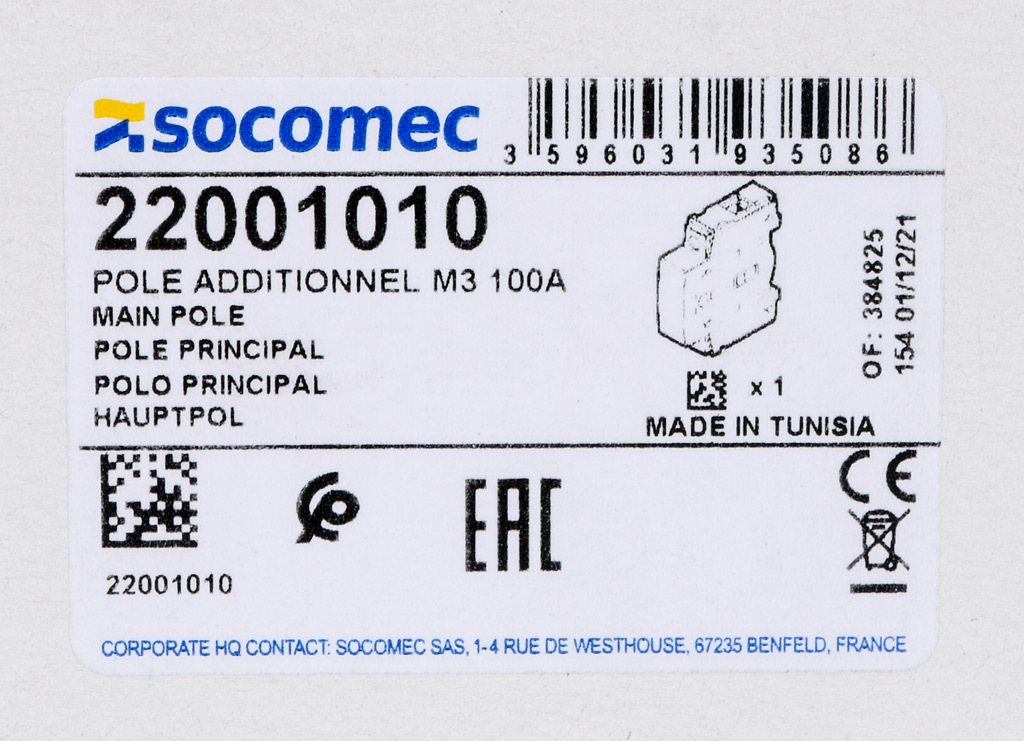 socomec
3 596031 935086
22001010
POLE ADDITIONNEL M3 100A
MAIN POLE
POLE PRINCIPAL
POLO PRINCIPAL
HAUPTPOL
x 1
MADE IN TUNISIA
OF: 384825
154 01/12/21
22001010
EAC
CE
CORPORATE HQ CONTACT: SOCOMEC SAS, 1-4 RUE DE WESTHOUSE, 67235 BENFELD, FRANCE